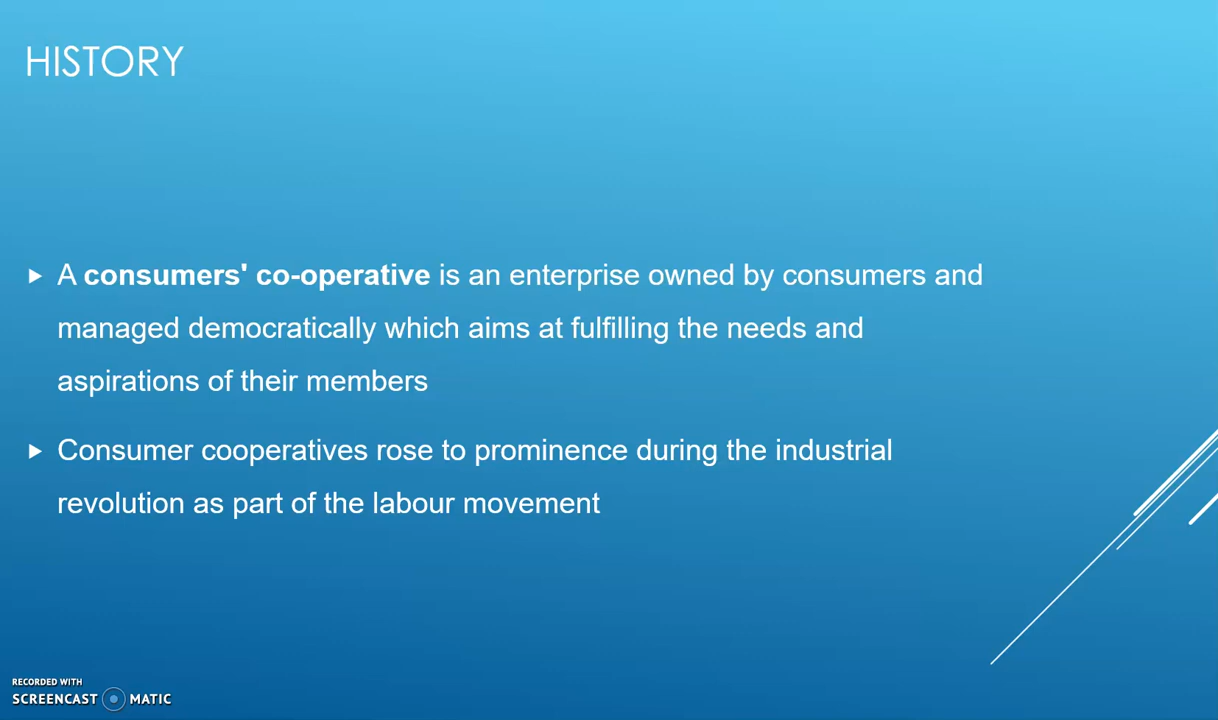 HISTORY
A consumers' co-operative is an enterprise owned by consumers and
managed democratically which aims at fulfilling the needs and
aspirations of their members
Consumer cooperatives rose to prominence during the industrial
revolution as part of the labour movement
RECORDED WITH
SCREENCAST MATIC